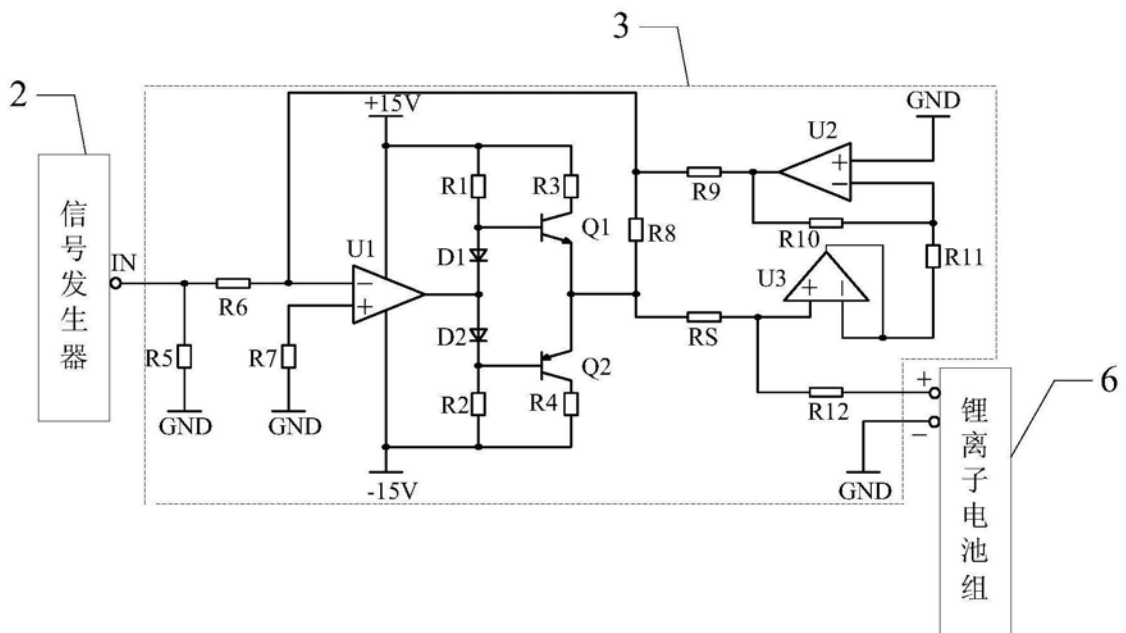 3
2
+15V
GND
U2
+
−
R1
R3
R9
信号发生器
Q1
R8
R10
R11
IN
U1
D1
U3
R6
−
+
+
−
D2
RS
R5
R7
Q2
+
6
R2
R4
R12
−
GND
GND
GND
-15V
锂离子电池组